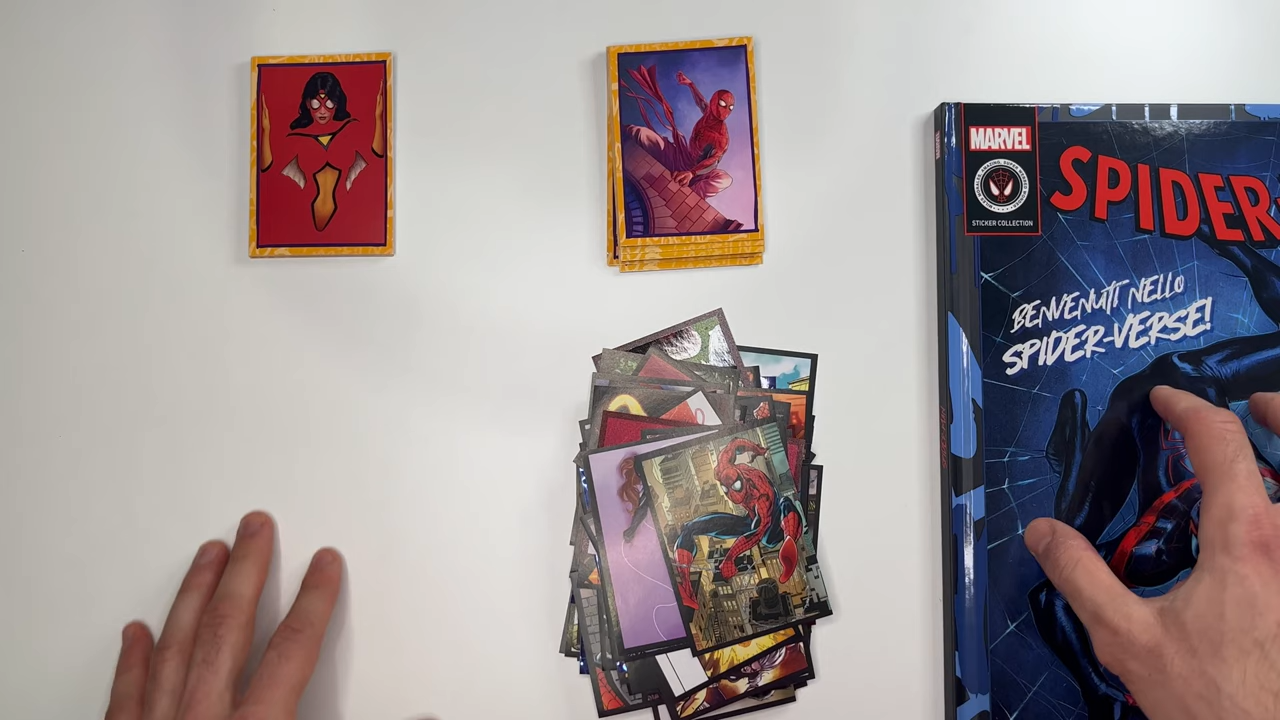 MARVEL
STICKER COLLECTION
SPIDER-
BENVENUTI NELLO
SPIDER-VERSE!